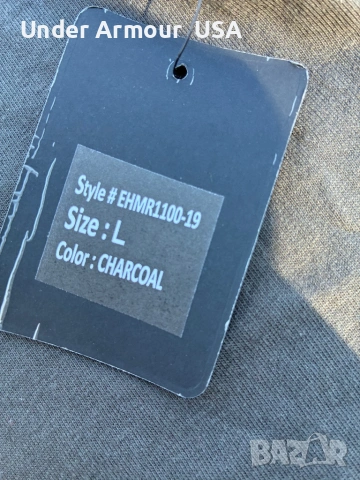 Under Armour USA
Style # EHMR1100-19
Size : L
Color : CHARCOAL
BAZAR